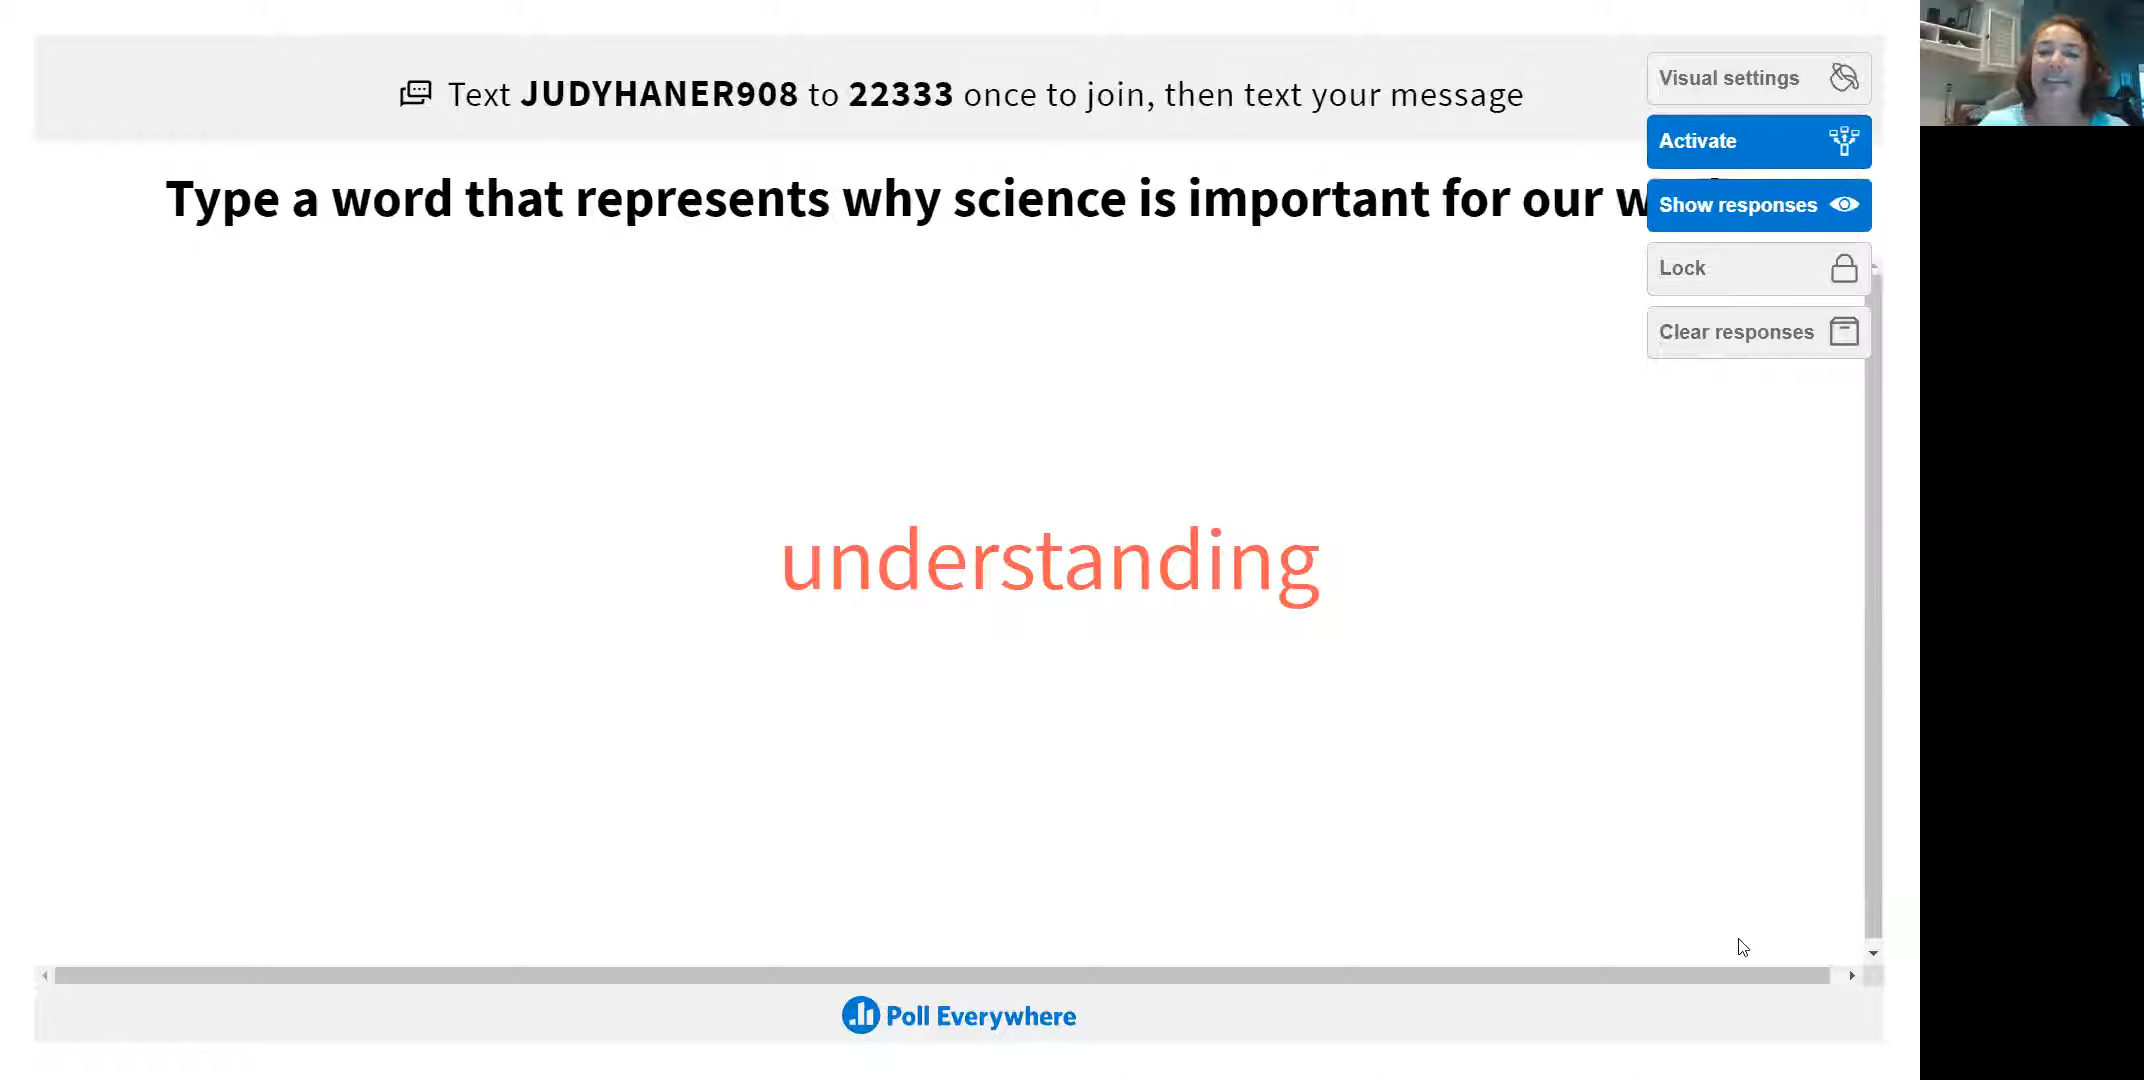 Text JUDYHANER908 to 22333 once to join, then text your message
Visual settings
Activate
Type a word that represents why science is important for our
Show responses
Lock
Clear responses
understanding
Poll Everywhere